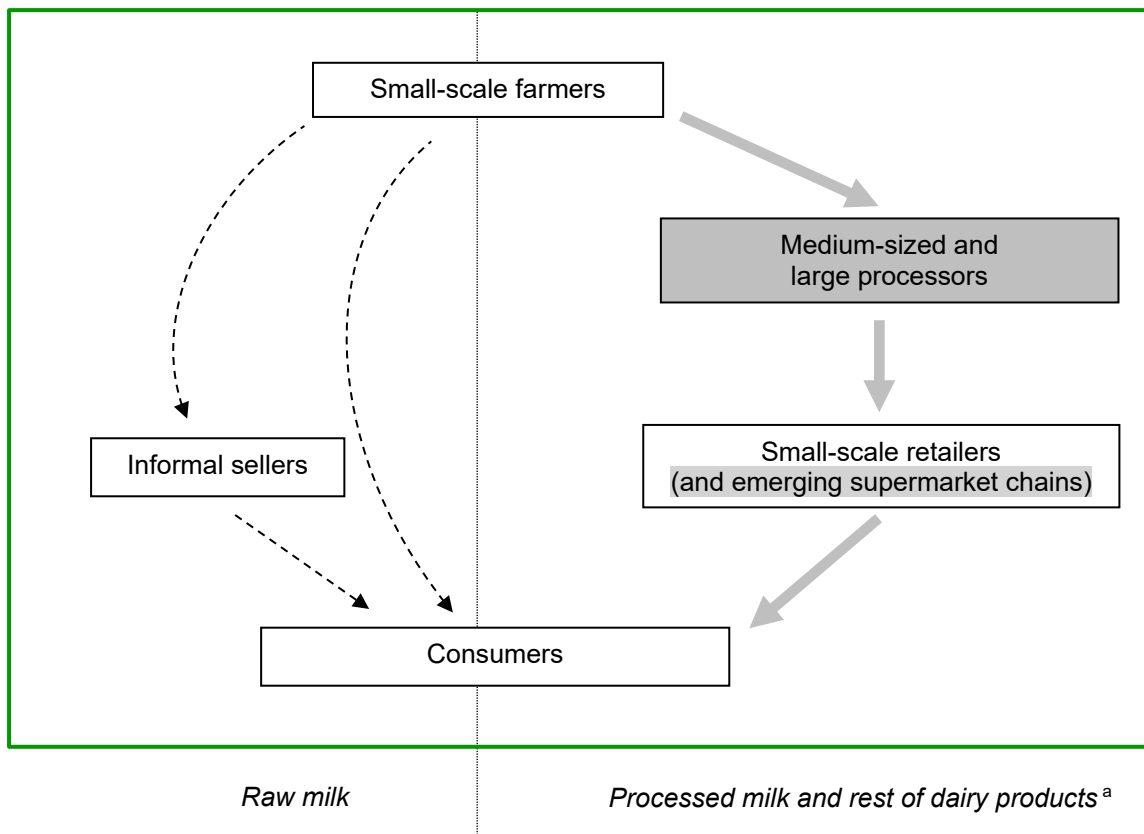 Small-scale farmers
Medium-sized and
large processors
Informal sellers
Small-scale retailers
(and emerging supermarket chains)
Consumers
Raw milk
Processed milk and rest of dairy products a